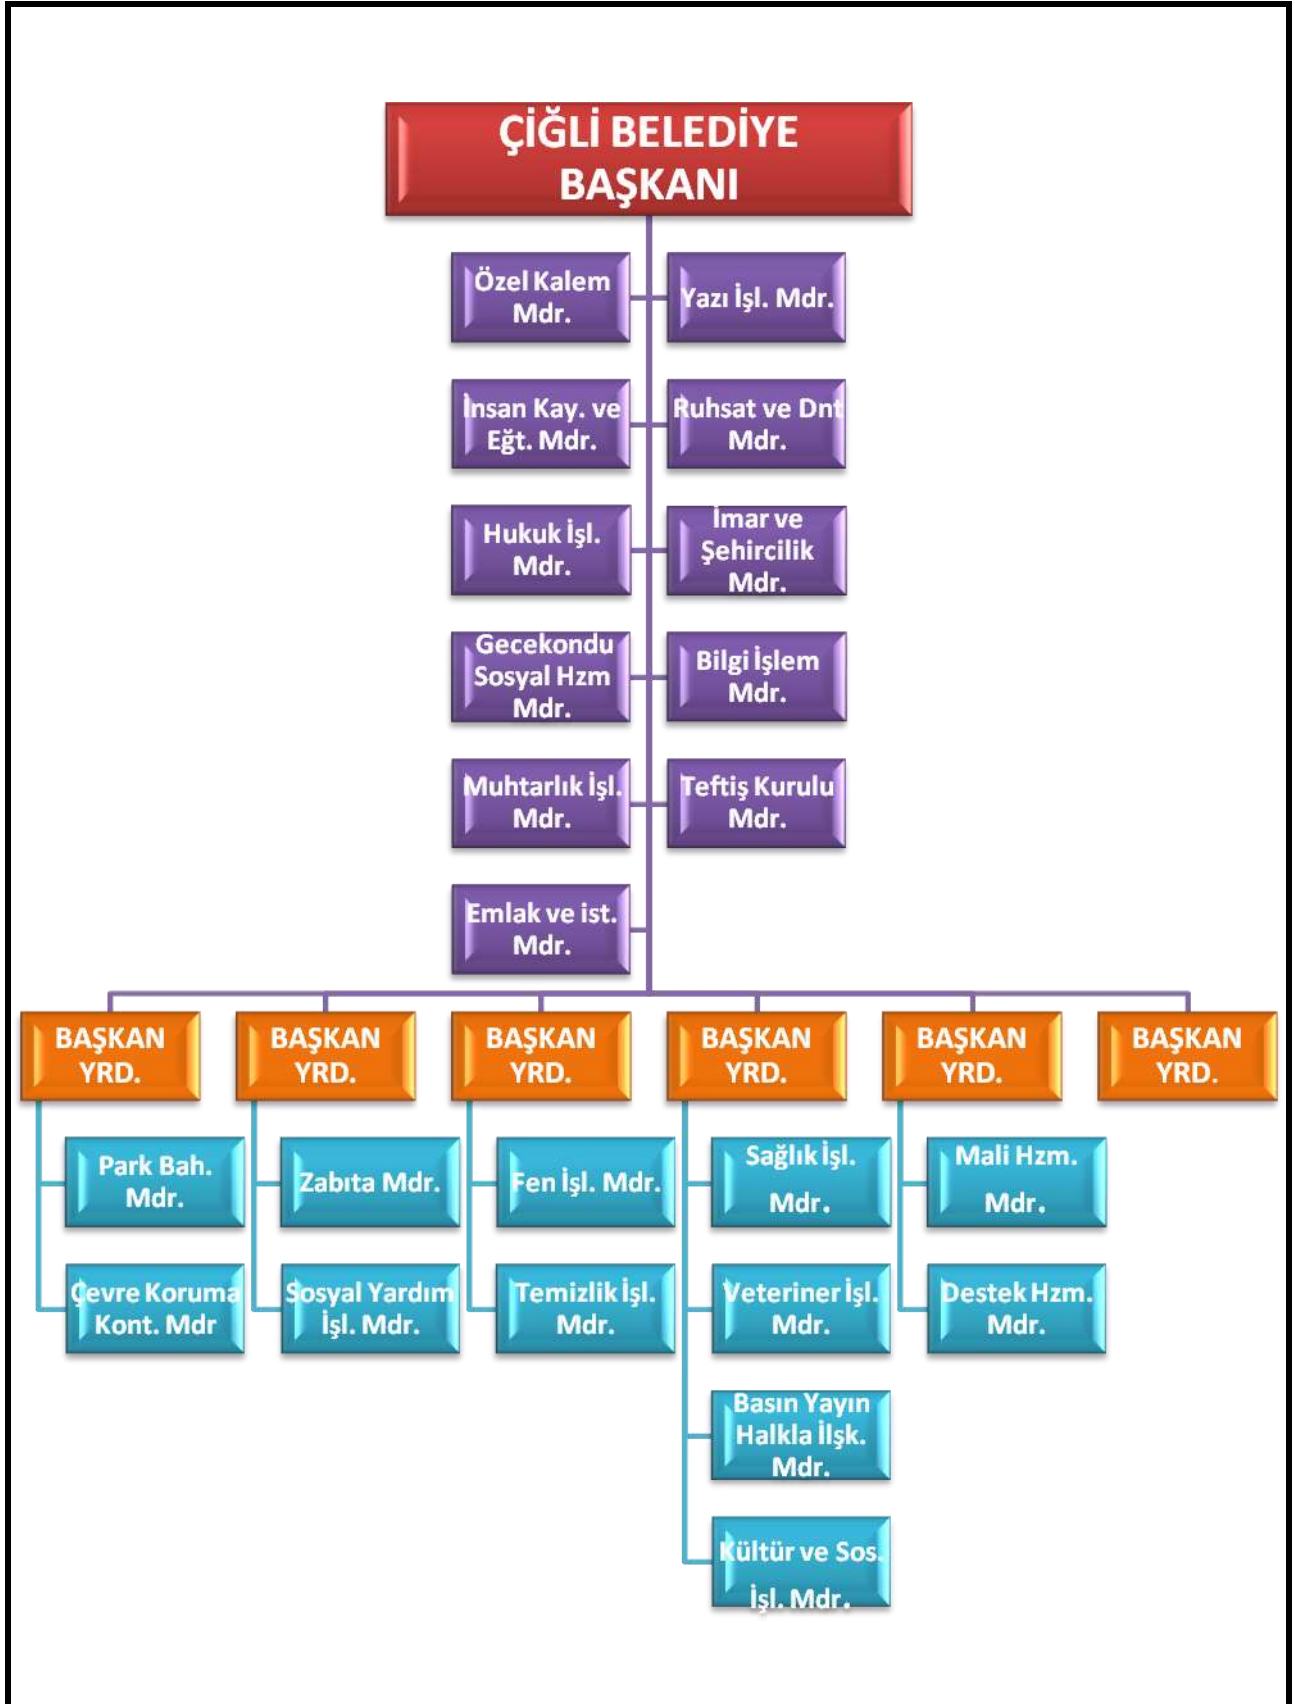 ÇİĞLİ BELEDİYE
BAŞKANI
Özel Kalem
Mdr.
Yazı İşl. Mdr.
İnsan Kay. ve
Eğt. Mdr.
Ruhsat ve Dnt
Mdr.
Hukuk İşl.
Mdr.
İmar ve
Şehircilik
Mdr.
Gecekondu
Sosyal Hzm
Mdr.
Bilgi İşlem
Mdr.
Muhtarlık İşl.
Mdr.
Teftiş Kurulu
Mdr.
Emlak ve ist.
Mdr.
BAŞKAN
YRD.
BAŞKAN
YRD.
BAŞKAN
YRD.
BAŞKAN
YRD.
BAŞKAN
YRD.
BAŞKAN
YRD.
Park Bah.
Mdr.
Zabıta Mdr.
Fen İşl. Mdr.
Sağlık İşl.
Mdr.
Mali Hzm.
Mdr.
Çevre Koruma
Kont. Mdr
Sosyal Yardım
İşl. Mdr.
Temizlik İşl.
Mdr.
Veteriner İşl.
Mdr.
Destek Hzm.
Mdr.
Basın Yayın
Halkla İlşk.
Mdr.
Kültür ve Sos.
İşl. Mdr.